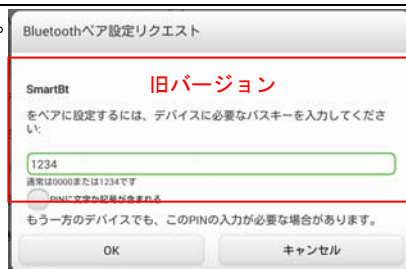 Bluetoothペア設定リクエスト
旧バージョン
SmartBt
をペアに設定するには、デバイスに必要なパスキーを入力してくださ
い:
1234
通常は0000または1234です
PINに文字か記号が含まれる
もう一方のデバイスでも、このPINの入力が必要な場合があります。
OK
キャンセル